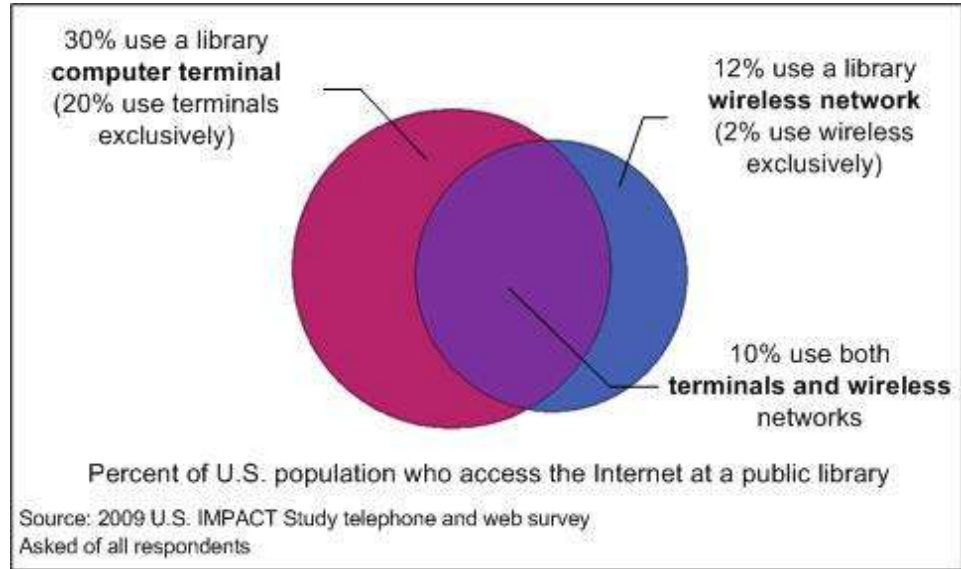 30% use a library
computer terminal
(20% use terminals
exclusively)
12% use a library
wireless network
(2% use wireless
exclusively)
10% use both
terminals and wireless
networks
Percent of U.S. population who access the Internet at a public library
Source: 2009 U.S. IMPACT Study telephone and web survey
Asked of all respondents